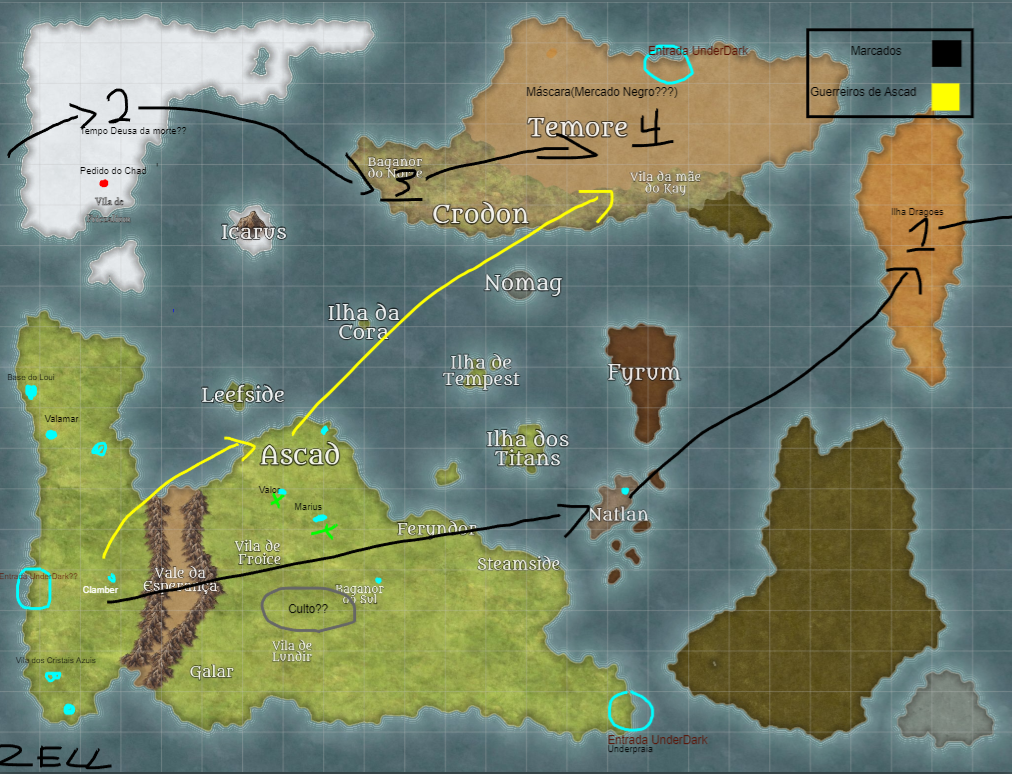 Entrada UnderDark
Marcados
Máscara(Mercado Negro???)
Guerreiros de Ascad
2
Temore
4
Tempo Deusa da morte??
Baganor
do Norte
3
Pedido do Chad
Vila da mãe
do Kay
Vila de
Crodon
Ilha Dragoes
1
Icarus
Nomag
Ilha da
Cora
Ilha de
Tempest
Fyrum
Base do Loui
Leefside
Valamar
Ascad
Ilha dos
Titans
Valor
Marius
Natlan
Feryndor
Vila de
Froice
Steamside
Entrada UnderDark??
Clamber
Vale da
Esperança
Baganor
do Sul
Culto??
Vila de
Lundir
Vila dos Cristais Azuis
Galar
Entrada UnderDark
Underpraia
ZELL